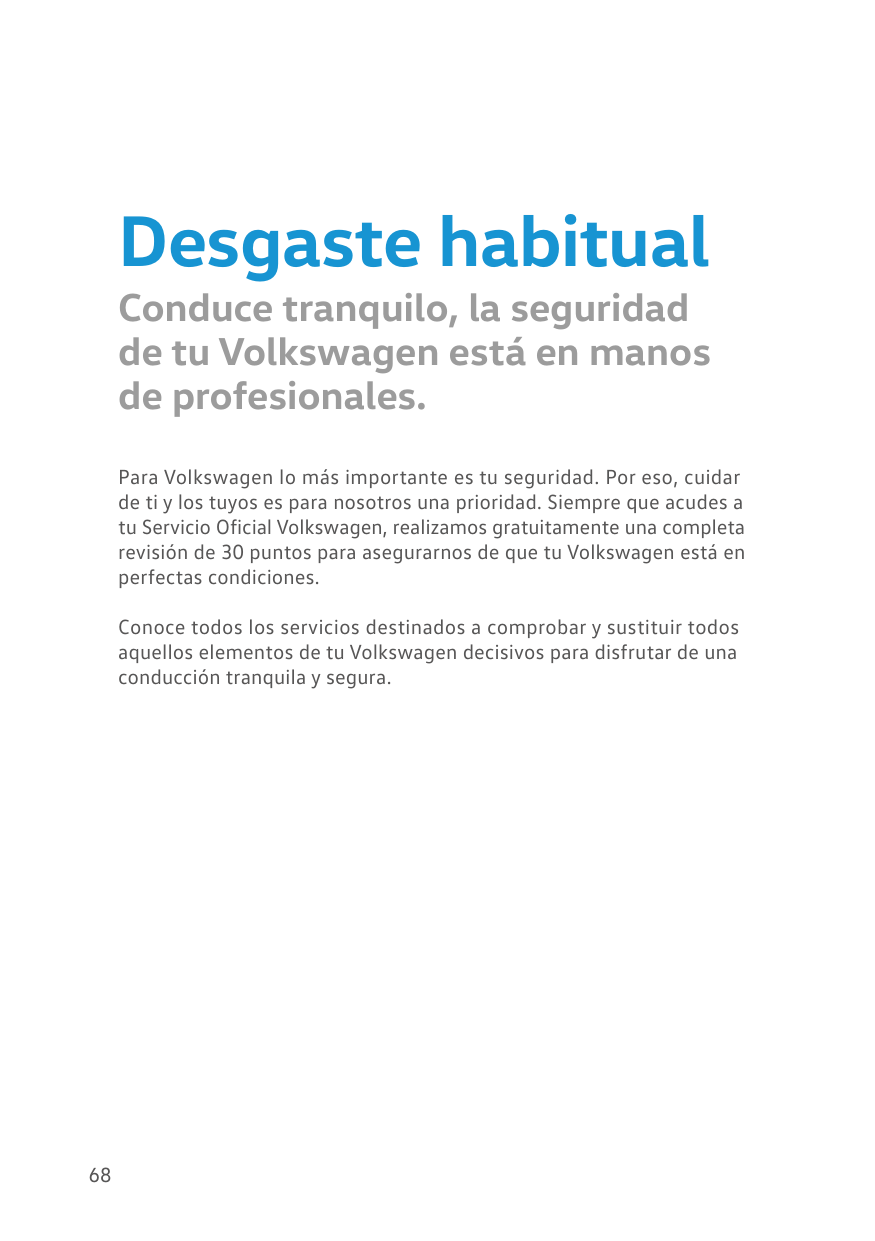 Desgaste habitual
Conduce tranquilo, la seguridad
de tu Volkswagen está en manos
de profesionales.
Para Volkswagen lo más importante es tu seguridad. Por eso, cuidar
de ti y los tuyos es para nosotros una prioridad. Siempre que acudes a
tu Servicio Oficial Volkswagen, realizamos gratuitamente una completa
revisión de 30 puntos para asegurarnos de que tu Volkswagen está en
perfectas condiciones.
Conoce todos los servicios destinados a comprobar y sustituir todos
aquellos elementos de tu Volkswagen decisivos para disfrutar de una
conducción tranquila y segura.
68